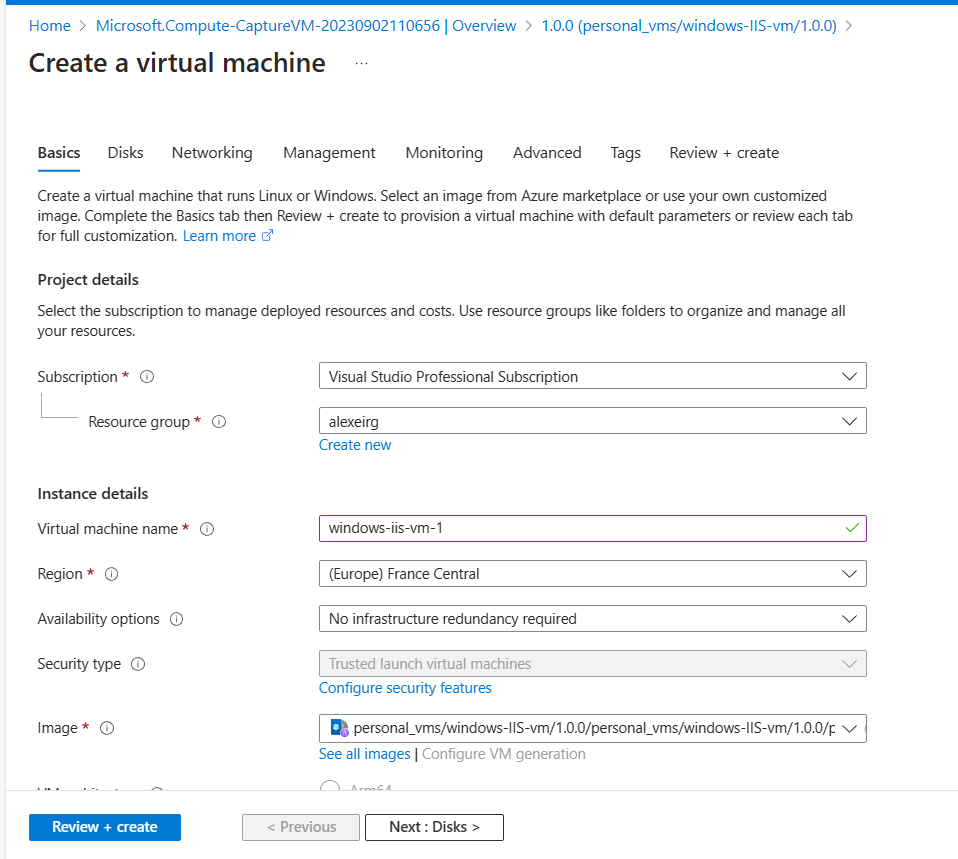 Home > Microsoft.Compute-CaptureVM-20230902110656 | Overview > 1.0.0 (personal_vms/windows-IIS-vm/1.0.0) >
Create a virtual machine ...
Basics Disks Networking Management Monitoring Advanced Tags Review + create
Create a virtual machine that runs Linux or Windows. Select an image from Azure marketplace or use your own customized
image. Complete the Basics tab then Review + create to provision a virtual machine with default parameters or review each tab
for full customization. Learn more
Project details
Select the subscription to manage deployed resources and costs. Use resource groups like folders to organize and manage all
your resources.
Subscription * Visual Studio Professional Subscription
Resource group * alexeirg
Create new
Instance details
Virtual machine name * windows-iis-vm-1
Region * (Europe) France Central
Availability options No infrastructure redundancy required
Security type Trusted launch virtual machines
Configure security features
Image * personal_vms/windows-IIS-vm/1.0.0/personal_vms/windows-IIS-vm/1.0.0/p
See all images | Configure VM generation
Arm64
Review + create < Previous Next : Disks >